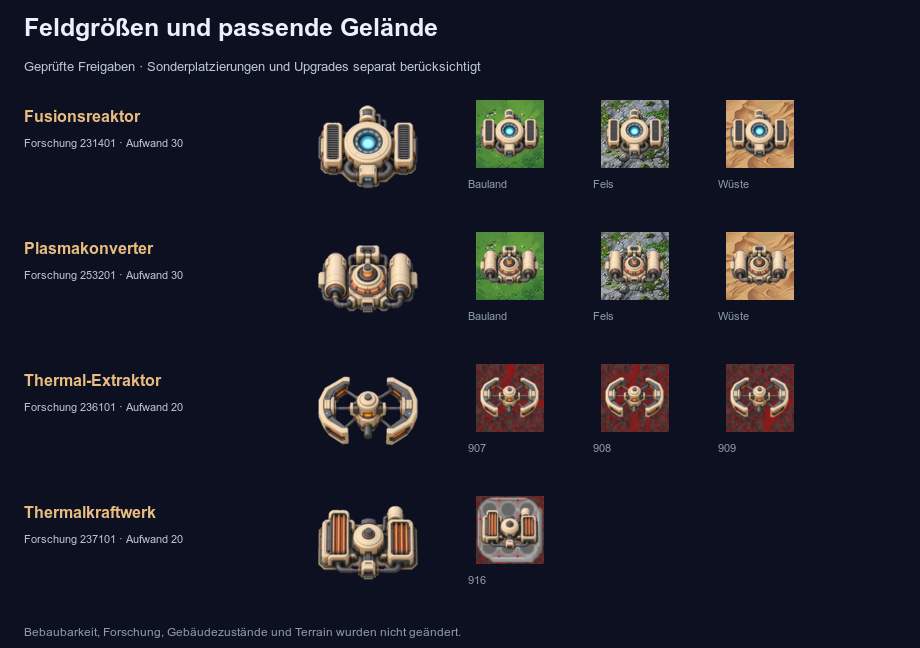 Feldgrößen und passende Gelände
Geprüfte Freigaben · Sonderplatzierungen und Upgrades separat berücksichtigt
Fusionsreaktor
Forschung 231401 · Aufwand 30
Bauland
Fels
Wüste
Plasmakonverter
Forschung 253201 · Aufwand 30
Bauland
Fels
Wüste
Thermal-Extraktor
Forschung 236101 · Aufwand 20
907
908
909
Thermalkraftwerk
Forschung 237101 · Aufwand 20
916
Bebaubarkeit, Forschung, Gebäudezustände und Terrain wurden nicht geändert.